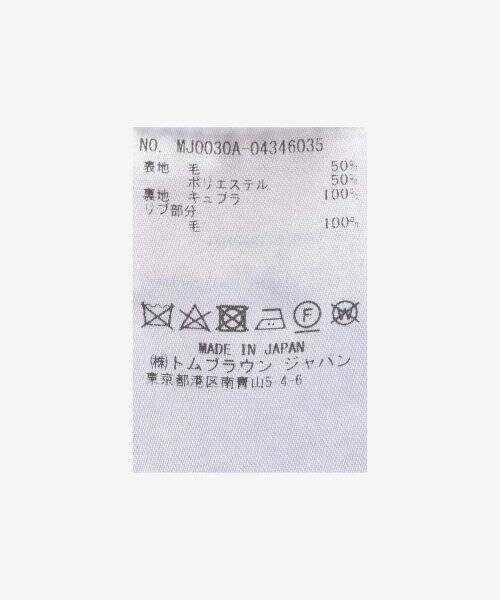 NO. MJ0030A-04346035
表地 毛 50%
ポリエステル 50%
裏地 キュプラ 100%
リブ部分
毛 100%
F W
MADE IN JAPAN
(株)トムブラウン ジャパン
東京都港区南青山5-4-6